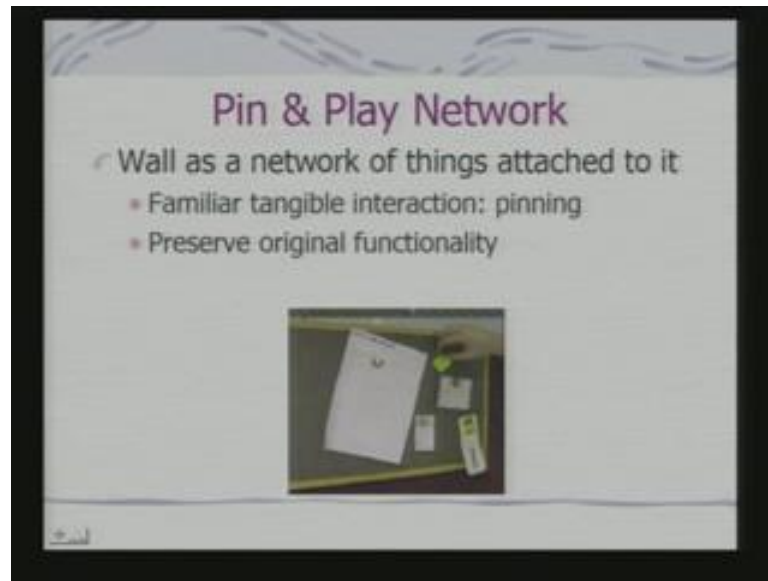 Pin & Play Network
Wall as a network of things attached to it
Familiar tangible interaction: pinning
Preserve original functionality